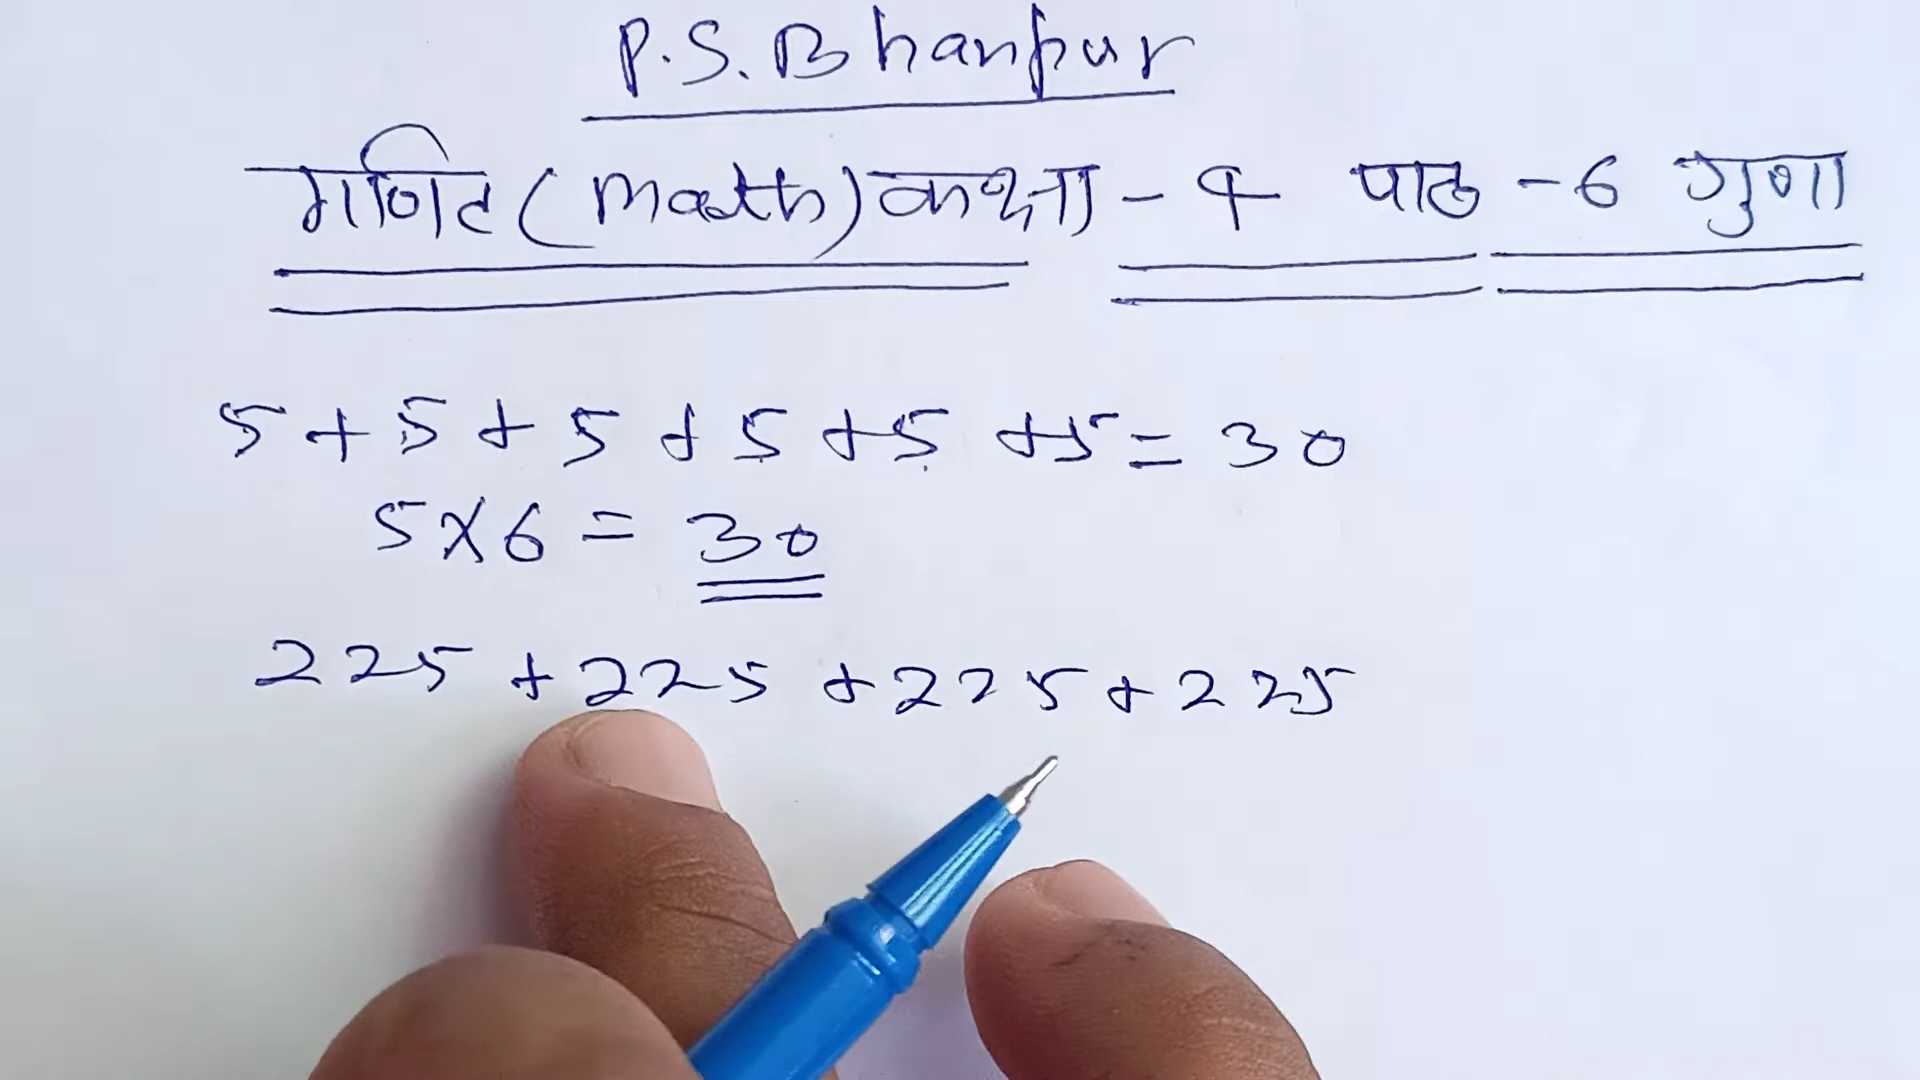 P.S. Bhanpur
गणित (math) कक्षा - 4 पाठ - 6 गुणा
5 + 5 + 5 + 5 + 5 + 5 = 30
5 X 6 = 30
225 + 225 + 225 + 225